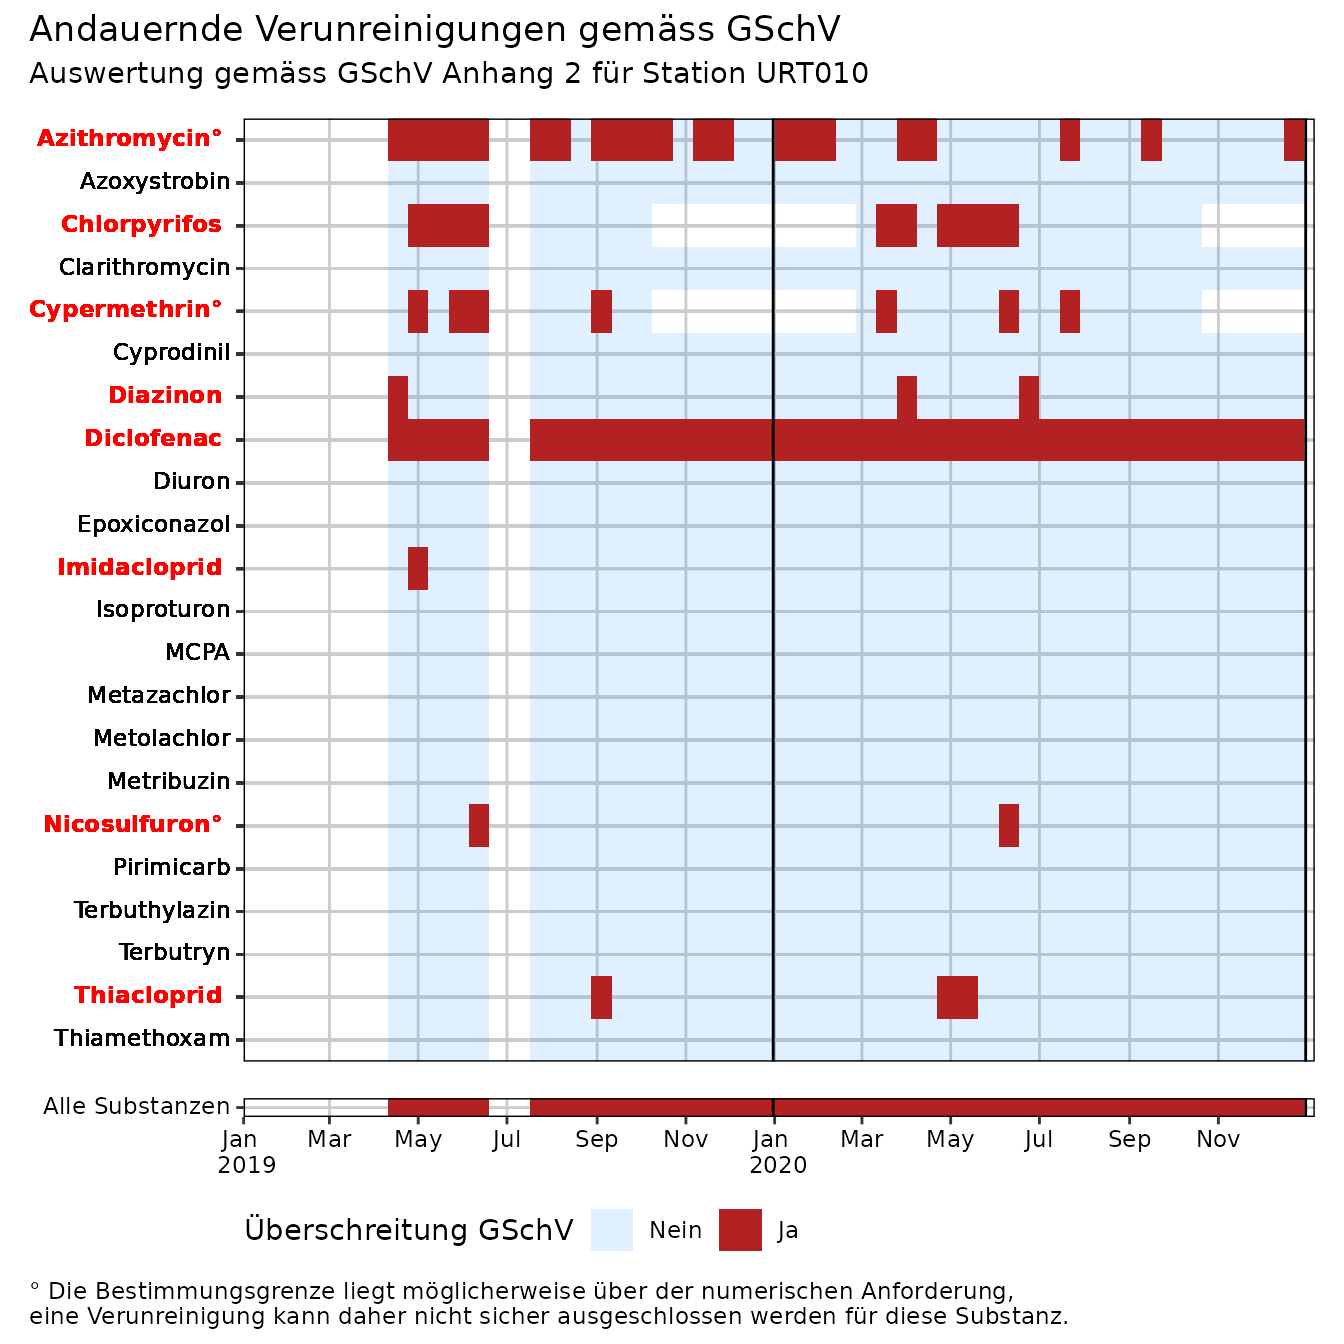 Andauernde Verunreinigungen gemäss GSchV
Auswertung gemäss GSchV Anhang 2 für Station URT010
Azithromycin°
Azoxystrobin
Chlorpyrifos
Clarithromycin
Cypermethrin°
Cyprodinil
Diazinon
Diclofenac
Diuron
Epoxiconazol
Imidacloprid
Isoproturon
MCPA
Metazachlor
Metolachlor
Metribuzin
Nicosulfuron°
Pirimicarb
Terbuthylazin
Terbutryn
Thiacloprid
Thiamethoxam
Alle Substanzen
Jan Mar May Jul Sep Nov Jan Mar May Jul Sep Nov
2019 2020
Überschreitung GSchV Nein Ja
° Die Bestimmungsgrenze liegt möglicherweise über der numerischen Anforderung,
eine Verunreinigung kann daher nicht sicher ausgeschlossen werden für diese Substanz.